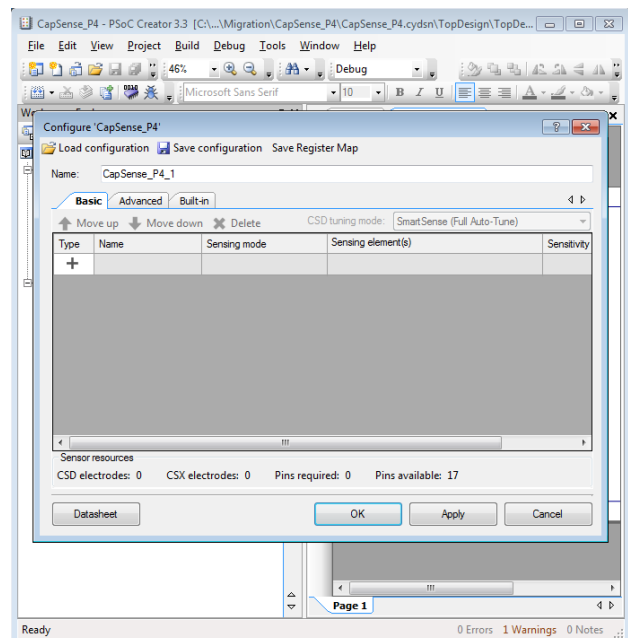 CapSense_P4 - PSoC Creator 3.3 [C:\...\Migration\CapSense_P4\CapSense_P4.cydsn\TopDesign\TopDe...
File Edit View Project Build Debug Tools Window Help
46% Debug
Microsoft Sans Serif 10 B I U A
Configure 'CapSense_P4'
Load configuration Save configuration Save Register Map
Name: CapSense_P4_1
Basic Advanced Built-in
Move up Move down Delete CSD tuning mode: SmartSense (Full Auto-Tune)
Type Name Sensing mode Sensing element(s) Sensitivity
Sensor resources
CSD electrodes: 0 CSX electrodes: 0 Pins required: 0 Pins available: 17
Datasheet OK Apply Cancel
Page 1
Ready 0 Errors 1 Warnings 0 Notes